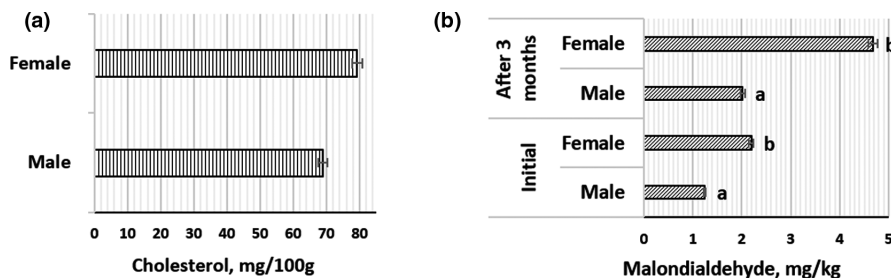 (a)
Female
Male
0 10 20 30 40 50 60 70 80
Cholesterol, mg/100g
(b)
After 3
months
Female
b
Male
a
Initial
Female
b
Male
a
0 1 2 3 4 5
Malondialdehyde, mg/kg